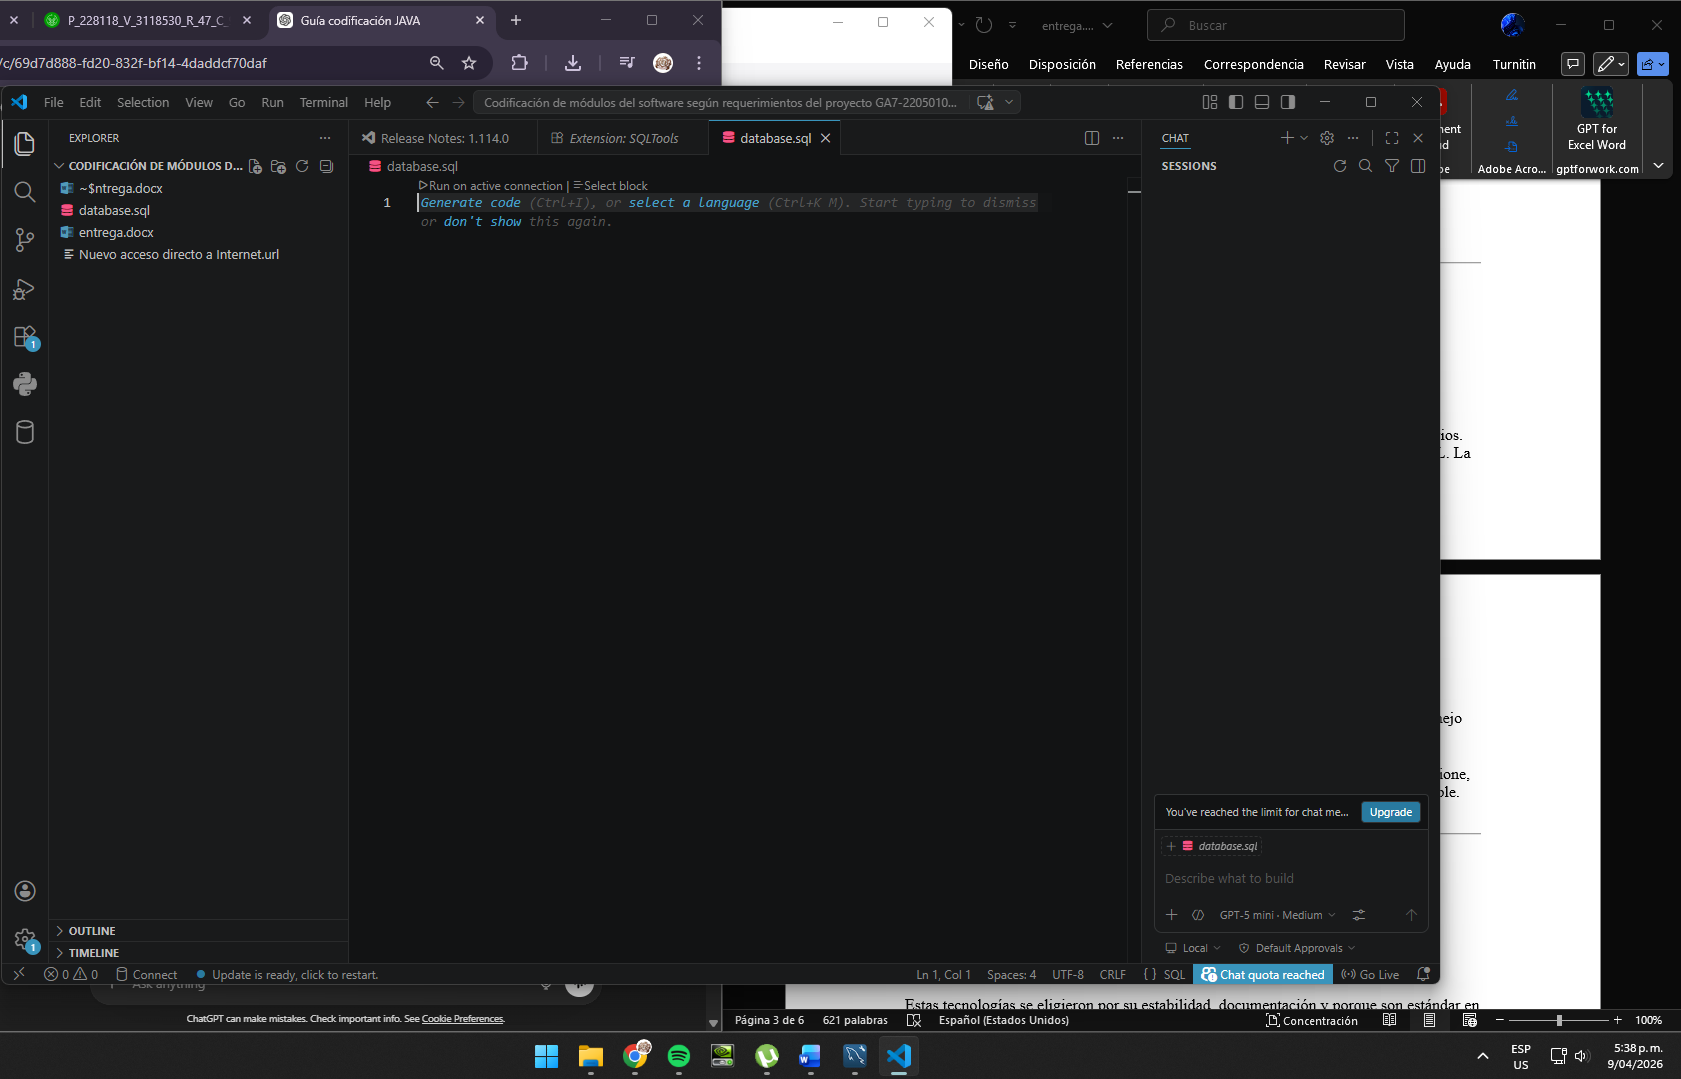 P_228118_V_3118530_R_47_C_
Guía codificación JAVA
/c/69d7d888-fd20-832f-bf14-4daddcf70daf
entrega....
Buscar
Diseño Disposición Referencias Correspondencia Revisar Vista Ayuda Turnitin
File Edit Selection View Go Run Terminal Help
Codificación de módulos del software según requerimientos del proyecto GA7-2205010...
GPT for
Excel Word
Adobe Acro...
gptforwork.com
EXPLORER
CODIFICACIÓN DE MÓDULOS D...
~$ntrega.docx
database.sql
entrega.docx
Nuevo acceso directo a Internet.url
OUTLINE
TIMELINE
Release Notes: 1.114.0
Extension: SQLTools
database.sql
database.sql
Run on active connection | Select block
1
Generate code (Ctrl+I), or select a language (Ctrl+K M). Start typing to dismiss
or don't show this again.
CHAT
SESSIONS
You've reached the limit for chat me...
Upgrade
database.sql
Describe what to build
GPT-5 mini · Medium
Local
Default Approvals
ios.
L. La
ejo
ione,
ole.
0 0 Connect Update is ready, click to restart.
Ln 1, Col 1 Spaces: 4 UTF-8 CRLF { } SQL Chat quota reached Go Live
Ask anything
ChatGPT can make mistakes. Check important info. See Cookie Preferences.
Estas tecnologías se eligieron por su estabilidad, documentación y porque son estándar en
Página 3 de 6 621 palabras Español (Estados Unidos) Concentración 100%
ESP
US
5:38 p. m.
9/04/2026